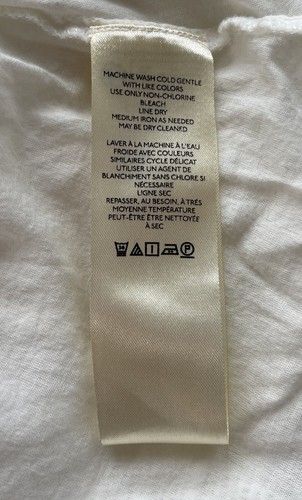 MACHINE WASH COLD GENTLE
WITH LIKE COLORS
USE ONLY NON-CHLORINE
BLEACH
LINE DRY
MEDIUM IRON AS NEEDED
MAY BE DRY CLEANED
LAVER À LA MACHINE À L'EAU
FROIDE AVEC COULEURS
SIMILAIRES CYCLE DÉLICAT
UTILISER UN AGENT DE
BLANCHIMENT SANS CHLORE SI
NÉCESSAIRE
LIGNE SEC
REPASSER, AU BESOIN, À TRÉS
MOYENNE TEMPÉRATURE
PEUT-ÊTRE ÊTRE NETTOYÉE
À SEC